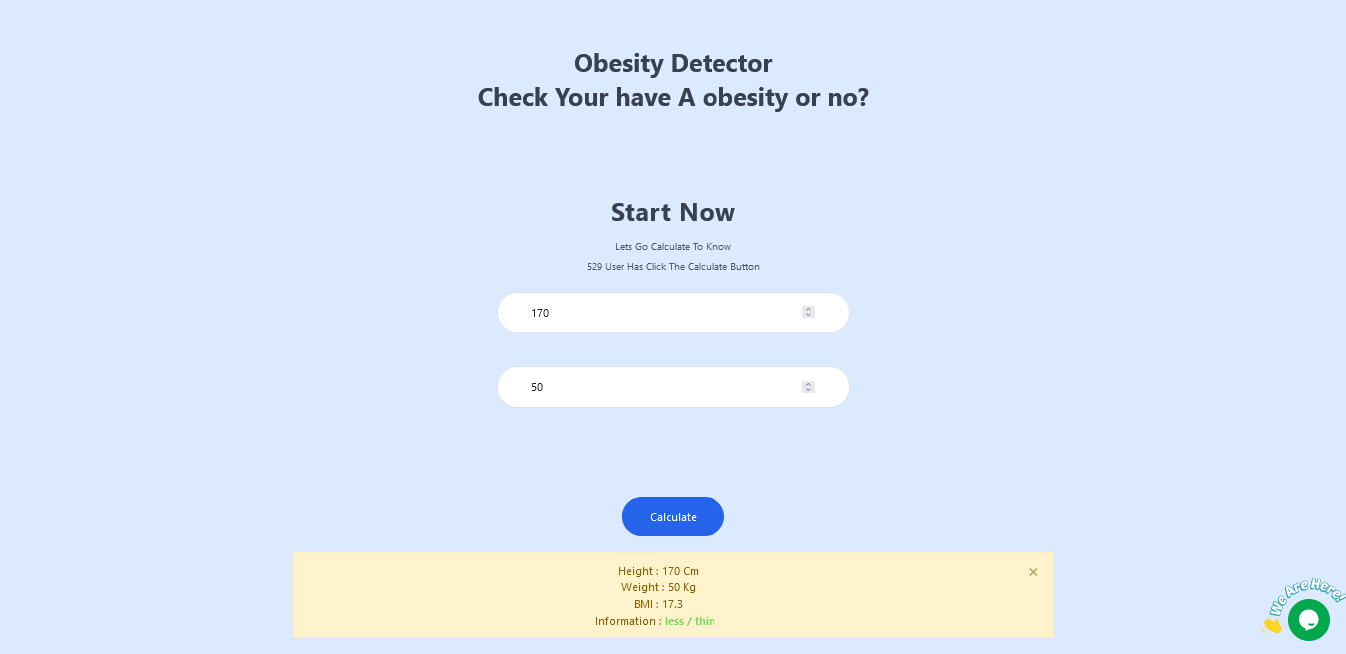 Obesity Detector
Check Your have A obesity or no?
Start Now
Lets Go Calculate To Know
529 User Has Click The Calculate Button
170
50
Calculate
Height : 170 Cm
×
Weight : 50 Kg
BMI : 17.3
Information : less / thin
We Are Here!